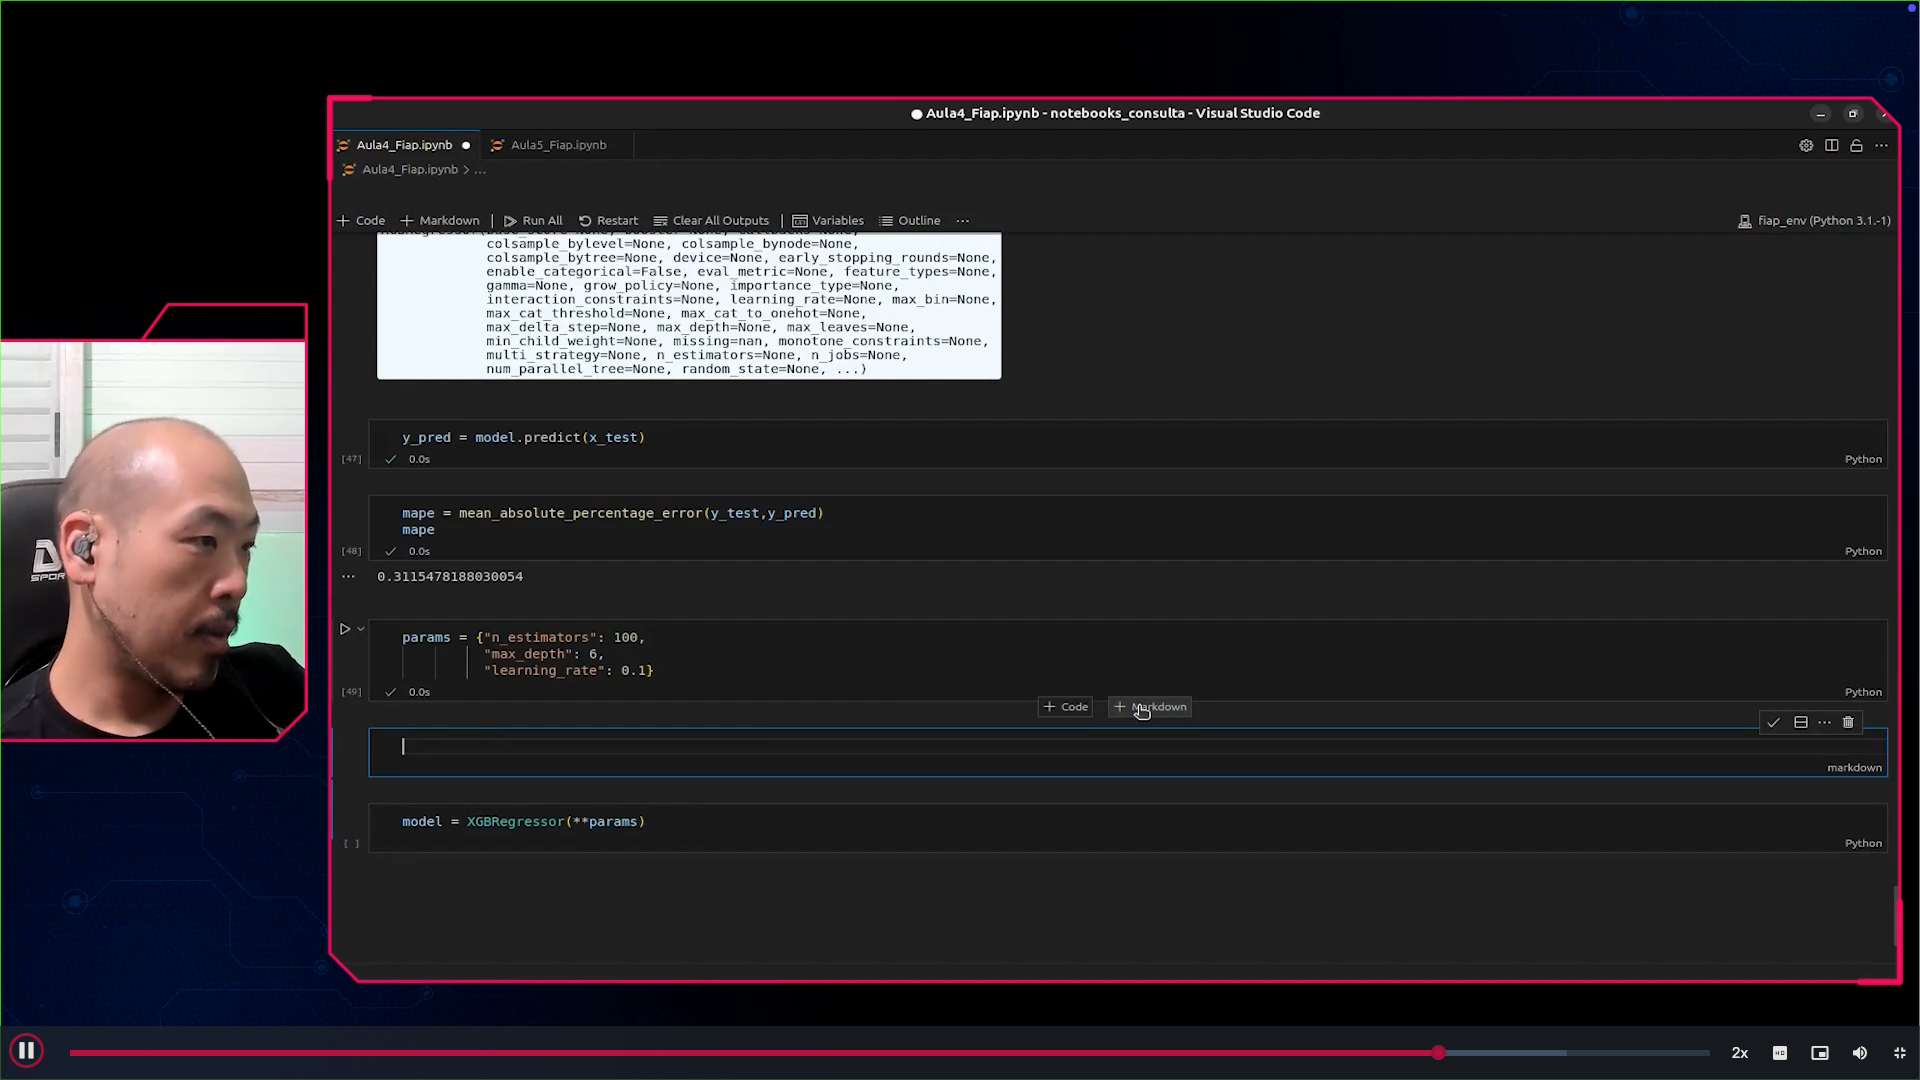 Aula4_Fiap.ipynb - notebooks_consulta - Visual Studio Code
Aula4_Fiap.ipynb
Aula5_Fiap.ipynb
Aula4_Fiap.ipynb > ...
+ Code + Markdown | Run All Restart Clear All Outputs | Variables Outline ...
fiap_env (Python 3.1.-1)
colsample_bylevel=None, colsample_bynode=None,
colsample_bytree=None, device=None, early_stopping_rounds=None,
enable_categorical=False, eval_metric=None, feature_types=None,
gamma=None, grow_policy=None, importance_type=None,
interaction_constraints=None, learning_rate=None, max_bin=None,
max_cat_threshold=None, max_cat_to_onehot=None,
max_delta_step=None, max_depth=None, max_leaves=None,
min_child_weight=None, missing=nan, monotone_constraints=None,
multi_strategy=None, n_estimators=None, n_jobs=None,
num_parallel_tree=None, random_state=None, ...)
y_pred = model.predict(x_test)
[47] 0.0s Python
mape = mean_absolute_percentage_error(y_test,y_pred)
mape
[48] 0.0s Python
... 0.3115478188030054
params = {"n_estimators": 100,
"max_depth": 6,
"learning_rate": 0.1}
[49] 0.0s Python
+ Code + Markdown
markdown
model = XGBRegressor(**params)
[ ] Python
2x
HD